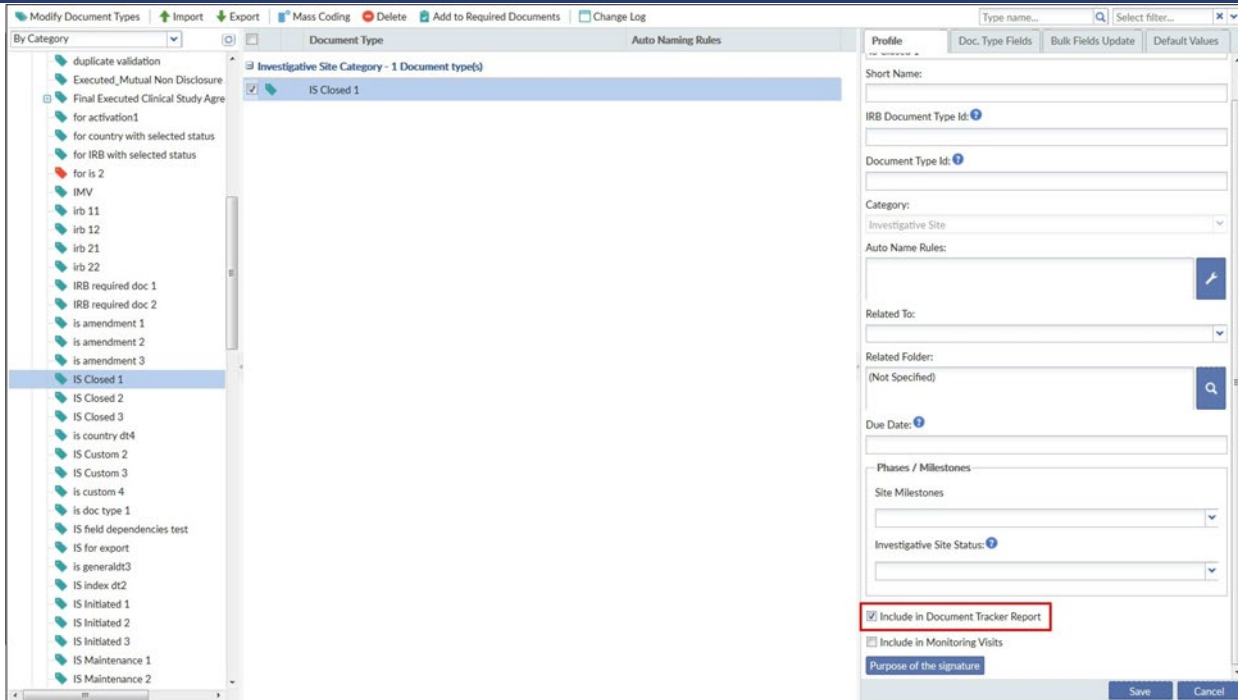 Modify Document Types Import Export Mass Coding Delete Add to Required Documents Change Log Type name... Select filter...
By Category
duplicate validation
Executed_Mutual Non Disclosure
Final Executed Clinical Study Agre
for activation1
for country with selected status
for IRB with selected status
for is 2
IMV
irb 11
irb 12
irb 21
irb 22
IRB required doc 1
IRB required doc 2
is amendment 1
is amendment 2
is amendment 3
IS Closed 1
IS Closed 2
IS Closed 3
is country dt4
IS Custom 2
IS Custom 3
is custom 4
is doc type 1
IS field dependencies test
IS for export
is generaldt3
IS index dt2
IS Initiated 1
IS Initiated 2
IS Initiated 3
IS Maintenance 1
IS Maintenance 2
Document Type Auto Naming Rules
Investigative Site Category - 1 Document type(s)
IS Closed 1
Profile Doc. Type Fields Bulk Fields Update Default Values
Short Name:
IRB Document Type Id:
Document Type Id:
Category:
Investigative Site
Auto Name Rules:
Related To:
Related Folder:
(Not Specified)
Due Date:
Phases / Milestones
Site Milestones
Investigative Site Status:
Include in Document Tracker Report
Include in Monitoring Visits
Purpose of the signature
Save Cancel